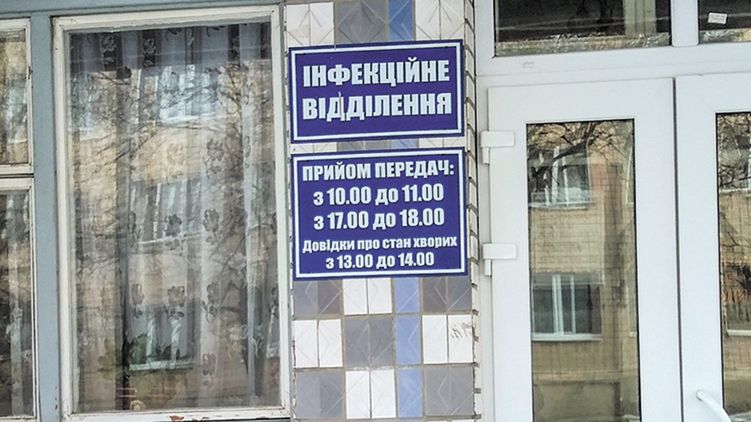 ІНФЕКЦІЙНЕ
ВІДДІЛЕННЯ
ПРИЙОМ ПЕРЕДАЧ:
з 10.00 до 11.00
з 17.00 до 18.00
Довідки про стан хворих
з 13.00 до 14.00